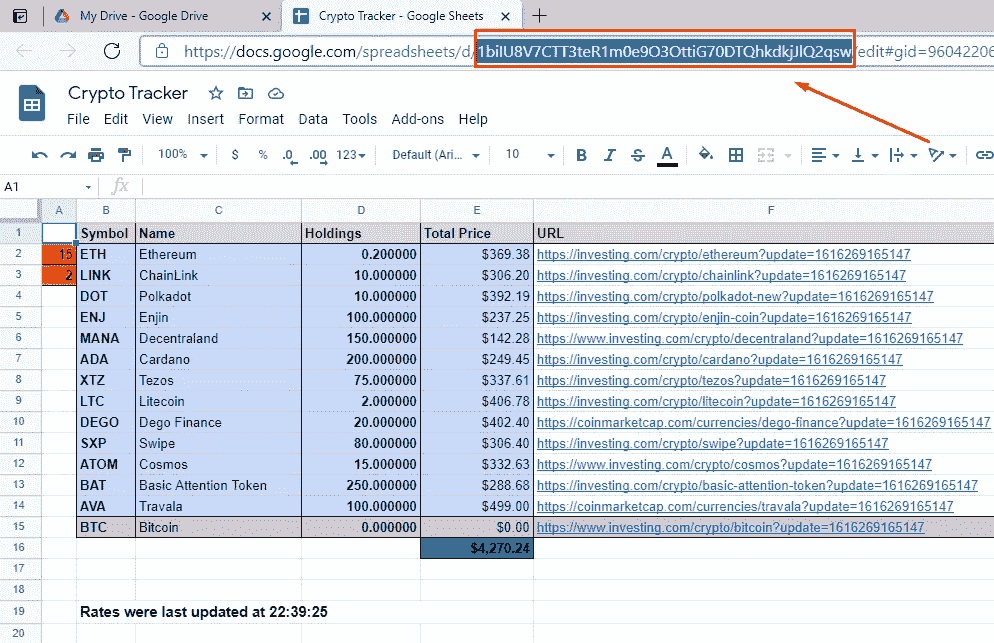 My Drive - Google Drive
Crypto Tracker - Google Sheets
https://docs.google.com/spreadsheets/d/1bilU8V7CTT3teR1m0e9O3OttiG70DTQhkdkjJlQ2qsw/edit#gid=96042206
Crypto Tracker
File Edit View Insert Format Data Tools Add-ons Help
100% $ % .0 .00 123 Default (Ari... 10 B I S A
A1 fx
A B C D E F
1 Symbol Name Holdings Total Price URL
2 15 ETH Ethereum 0.200000 $369.38 https://investing.com/crypto/ethereum?update=1616269165147
3 2 LINK ChainLink 10.000000 $306.20 https://investing.com/crypto/chainlink?update=1616269165147
4 DOT Polkadot 10.000000 $392.19 https://investing.com/crypto/polkadot-new?update=1616269165147
5 ENJ Enjin 100.000000 $237.25 https://investing.com/crypto/enjin-coin?update=1616269165147
6 MANA Decentraland 150.000000 $142.28 https://www.investing.com/crypto/decentraland?update=1616269165147
7 ADA Cardano 200.000000 $249.45 https://investing.com/crypto/cardano?update=1616269165147
8 XTZ Tezos 75.000000 $337.61 https://investing.com/crypto/tezos?update=1616269165147
9 LTC Litecoin 2.000000 $406.78 https://investing.com/crypto/litecoin?update=1616269165147
10 DEGO Dego Finance 20.000000 $402.40 https://coinmarketcap.com/currencies/dego-finance?update=1616269165147
11 SXP Swipe 80.000000 $306.40 https://investing.com/crypto/swipe?update=1616269165147
12 ATOM Cosmos 15.000000 $332.63 https://www.investing.com/crypto/cosmos?update=1616269165147
13 BAT Basic Attention Token 250.000000 $288.68 https://investing.com/crypto/basic-attention-token?update=1616269165147
14 AVA Travala 100.000000 $499.00 https://coinmarketcap.com/currencies/travala?update=1616269165147
15 BTC Bitcoin 0.000000 $0.00 https://www.investing.com/crypto/bitcoin?update=1616269165147
16 $4,270.24
17
18
19 Rates were last updated at 22:39:25
20